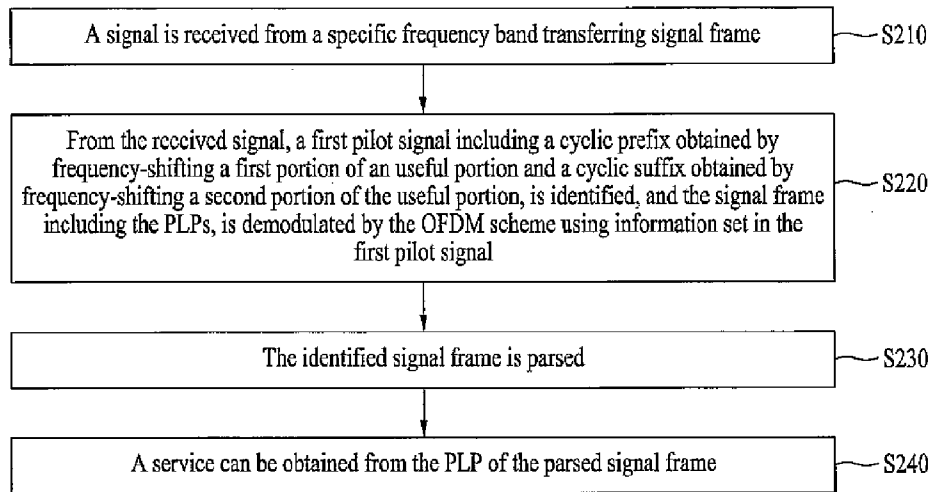 A signal is received from a specific frequency band transferring signal frame
S210
From the received signal, a first pilot signal including a cyclic prefix obtained by
frequency-shifting a first portion of an useful portion and a cyclic suffix obtained by
frequency-shifting a second portion of the useful portion, is identified, and the signal frame
including the PLPs, is demodulated by the OFDM scheme using information set in the
first pilot signal
S220
The identified signal frame is parsed
S230
A service can be obtained from the PLP of the parsed signal frame
S240